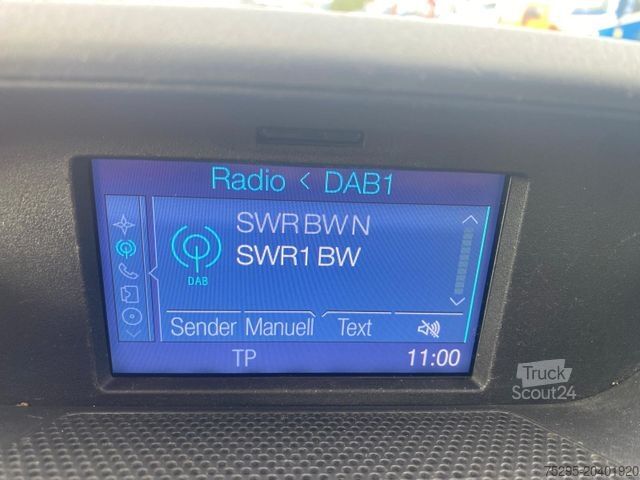 Radio < DAB1
SWR BW N
SWR1 BW
DAB
Sender Manuell Text
TP 11:00
Truck
Scout24
75295-20401920